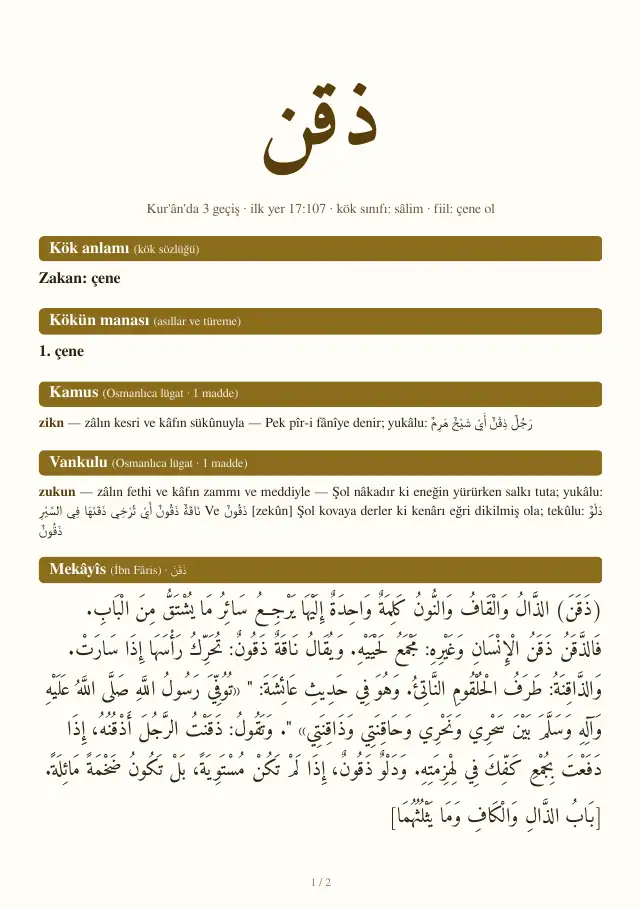 ذقن
Kur'ân'da 3 geçiş · ilk yer 17:107 · kök sınıfı: sâlim · fiil: çene ol
Kök anlamı (kök sözlüğü)
Zakan: çene
Kökün manası (asıllar ve türeme)
1. çene
Kamus (Osmanlıca lügat · 1 madde)
zikn — zâlın kesri ve kâfın sükûnuyla — Pek pîr-i fânîye denir; yukâlu: رَجُلٌ ذِقْنٌ أَيْ شَيْخٌ هَرِمٌ
Vankulu (Osmanlıca lügat · 1 madde)
zukun — zâlın fethi ve kâfın zammı ve meddiyle — Şol nâkadır ki eneğin yürürken salkı tuta; yukâlu:
نَاقَةٌ ذَقُونٌ أَيْ تُرْخِي ذَقَنَهَا فِي السَّيْرِ Ve ذَقُونٌ [zekûn] Şol kovaya derler ki kenârı eğri dikilmiş ola; tekûlu: دَلْوٌ
ذَقُونٌ
Mekâyîs (İbn Fâris) · ذَقَنَ
(ذَقَنَ) الذَّالُ وَالْقَافُ وَالنُّونُ كَلِمَةٌ وَاحِدَةٌ إِلَيْهَا يَرْجِعُ سَائِرُ مَا يُشْتَقُّ مِنَ الْبَابِ.
فَالذَّقَنُ ذَقَنُ الْإِنْسَانِ وَغَيْرِهِ: مَجْمَعُ لَحْيَيْهِ. وَيُقَالُ نَاقَةٌ ذَقُونٌ: تُحَرِّكُ رَأْسَهَا إِذَا سَارَتْ.
وَالذَّاقِنَةُ: طَرَفُ الْحُلْقُومِ النَّاتِئُ. وَهُوَ فِي حَدِيثِ عَائِشَةَ: " «تُوُفِّيَ رَسُولُ اللَّهِ صَلَّى اللَّهُ عَلَيْهِ
وَآلِهِ وَسَلَّمَ بَيْنَ سَحْرِي وَنَحْرِي وَحَاقِنَتِي وَذَاقِنَتِي» ". وَتَقُولُ: ذَقَنْتُ الرَّجُلَ أَذْقُنُهُ، إِذَا
دَفَعْتَ بِجُمْعِ كَفِّكَ فِي لِهْزِمَتِهِ. وَدَلْوٌ ذَقُونٌ، إِذَا لَمْ تَكُنْ مُسْتَوِيَةً، بَلْ تَكُونُ ضَخْمَةً مَائِلَةً.
[بَابُ الذَّالِ وَالْكَافِ وَمَا يَثْلُثُهُمَا]
1 / 2